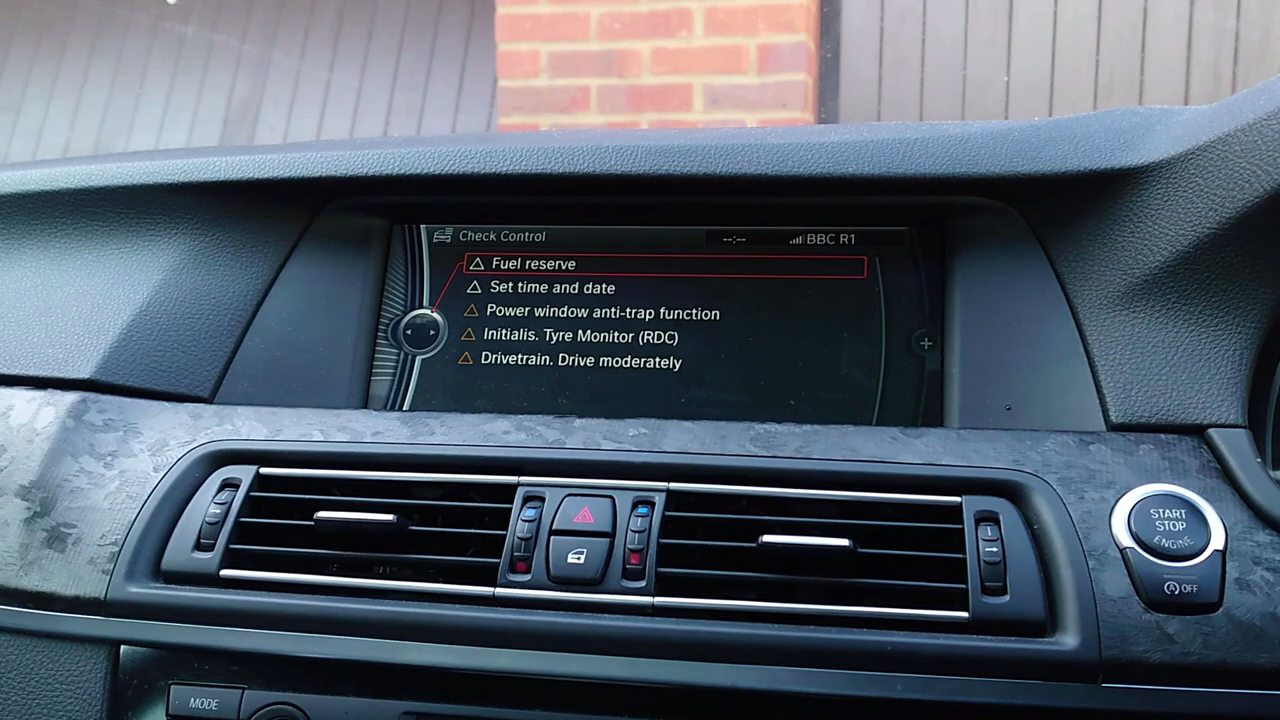 Check Control
--:--
BBC R1
Fuel reserve
Set time and date
Power window anti-trap function
Initialis. Tyre Monitor (RDC)
Drivetrain. Drive moderately
START
STOP
ENGINE
A OFF
MODE